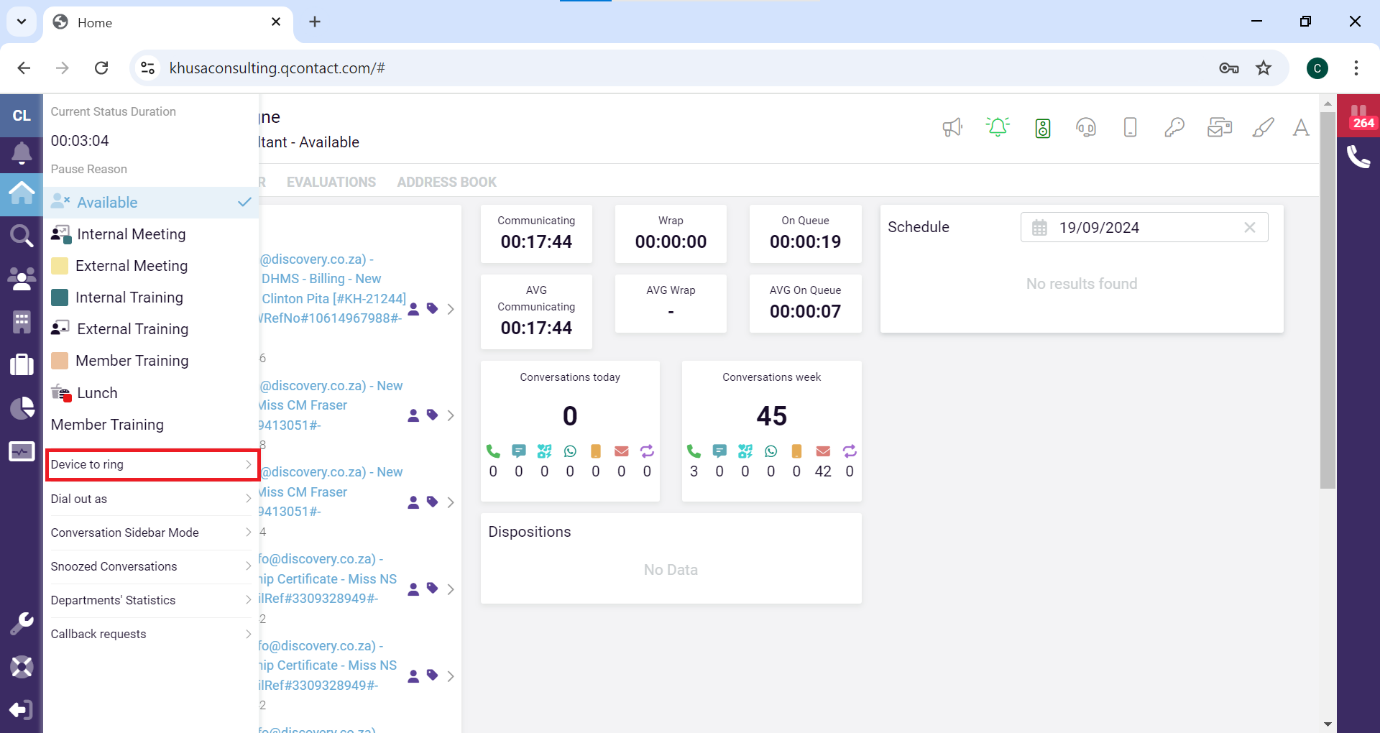 Home
khusaconsulting.qcontact.com/#
C
CL
Current Status Duration
00:03:04
Pause Reason
Available
Internal Meeting
External Meeting
Internal Training
External Training
Member Training
Lunch
Member Training
Device to ring
Dial out as
Conversation Sidebar Mode
Snoozed Conversations
Departments' Statistics
Callback requests
ne
ltant - Available
264
R EVALUATIONS ADDRESS BOOK
@discovery.co.za) -
DHMS - Billing - New
Clinton Pita [#KH-21244]
/RefNo#10614967988#-
6
@discovery.co.za) - New
Miss CM Fraser
9413051#-
8
@discovery.co.za) - New
Miss CM Fraser
9413051#-
4
fo@discovery.co.za) -
hip Certificate - Miss NS
ilRef#3309328949#-
2
fo@discovery.co.za) -
hip Certificate - Miss NS
ilRef#3309328949#-
2
fo@discovery.co.za) -
Communicating
00:17:44
Wrap
00:00:00
On Queue
00:00:19
AVG
Communicating
00:17:44
AVG Wrap
-
AVG On Queue
00:00:07
Conversations today
0
0 0 0 0 0 0 0
Conversations week
45
3 0 0 0 0 42 0
Dispositions
No Data
Schedule
19/09/2024
No results found
A